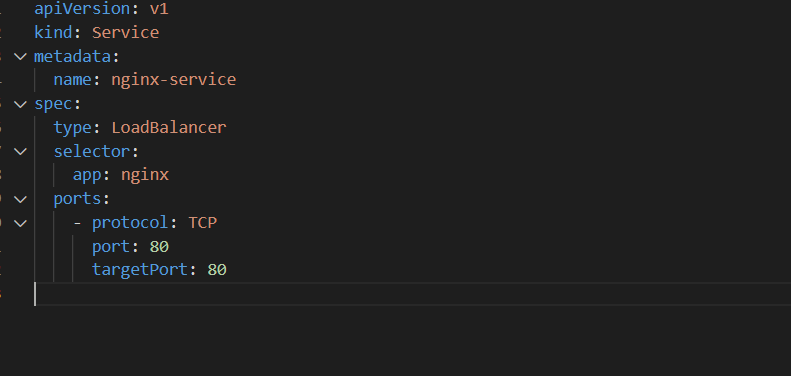 apiVersion: v1
kind: Service
metadata:
  name: nginx-service
spec:
  type: LoadBalancer
  selector:
    app: nginx
  ports:
    - protocol: TCP
      port: 80
      targetPort: 80